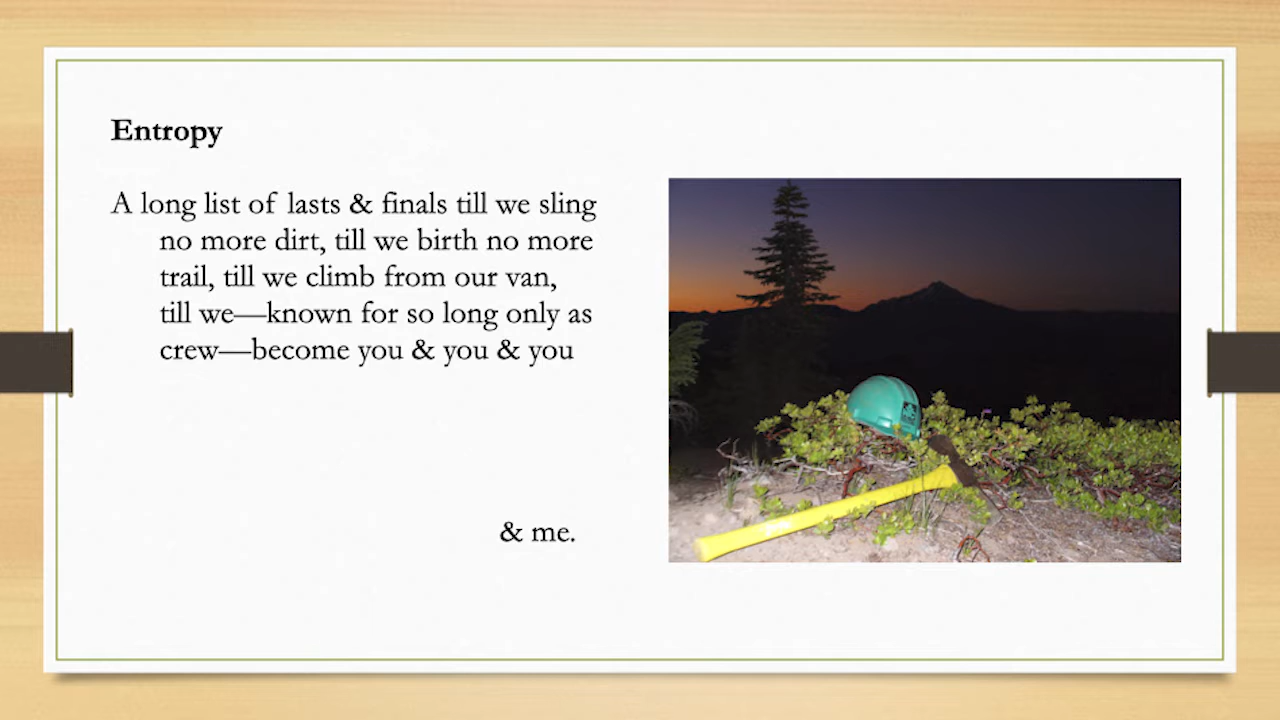 Entropy
A long list of lasts & finals till we sling
no more dirt, till we birth no more
trail, till we climb from our van,
till we—known for so long only as
crew—become you & you & you
& me.